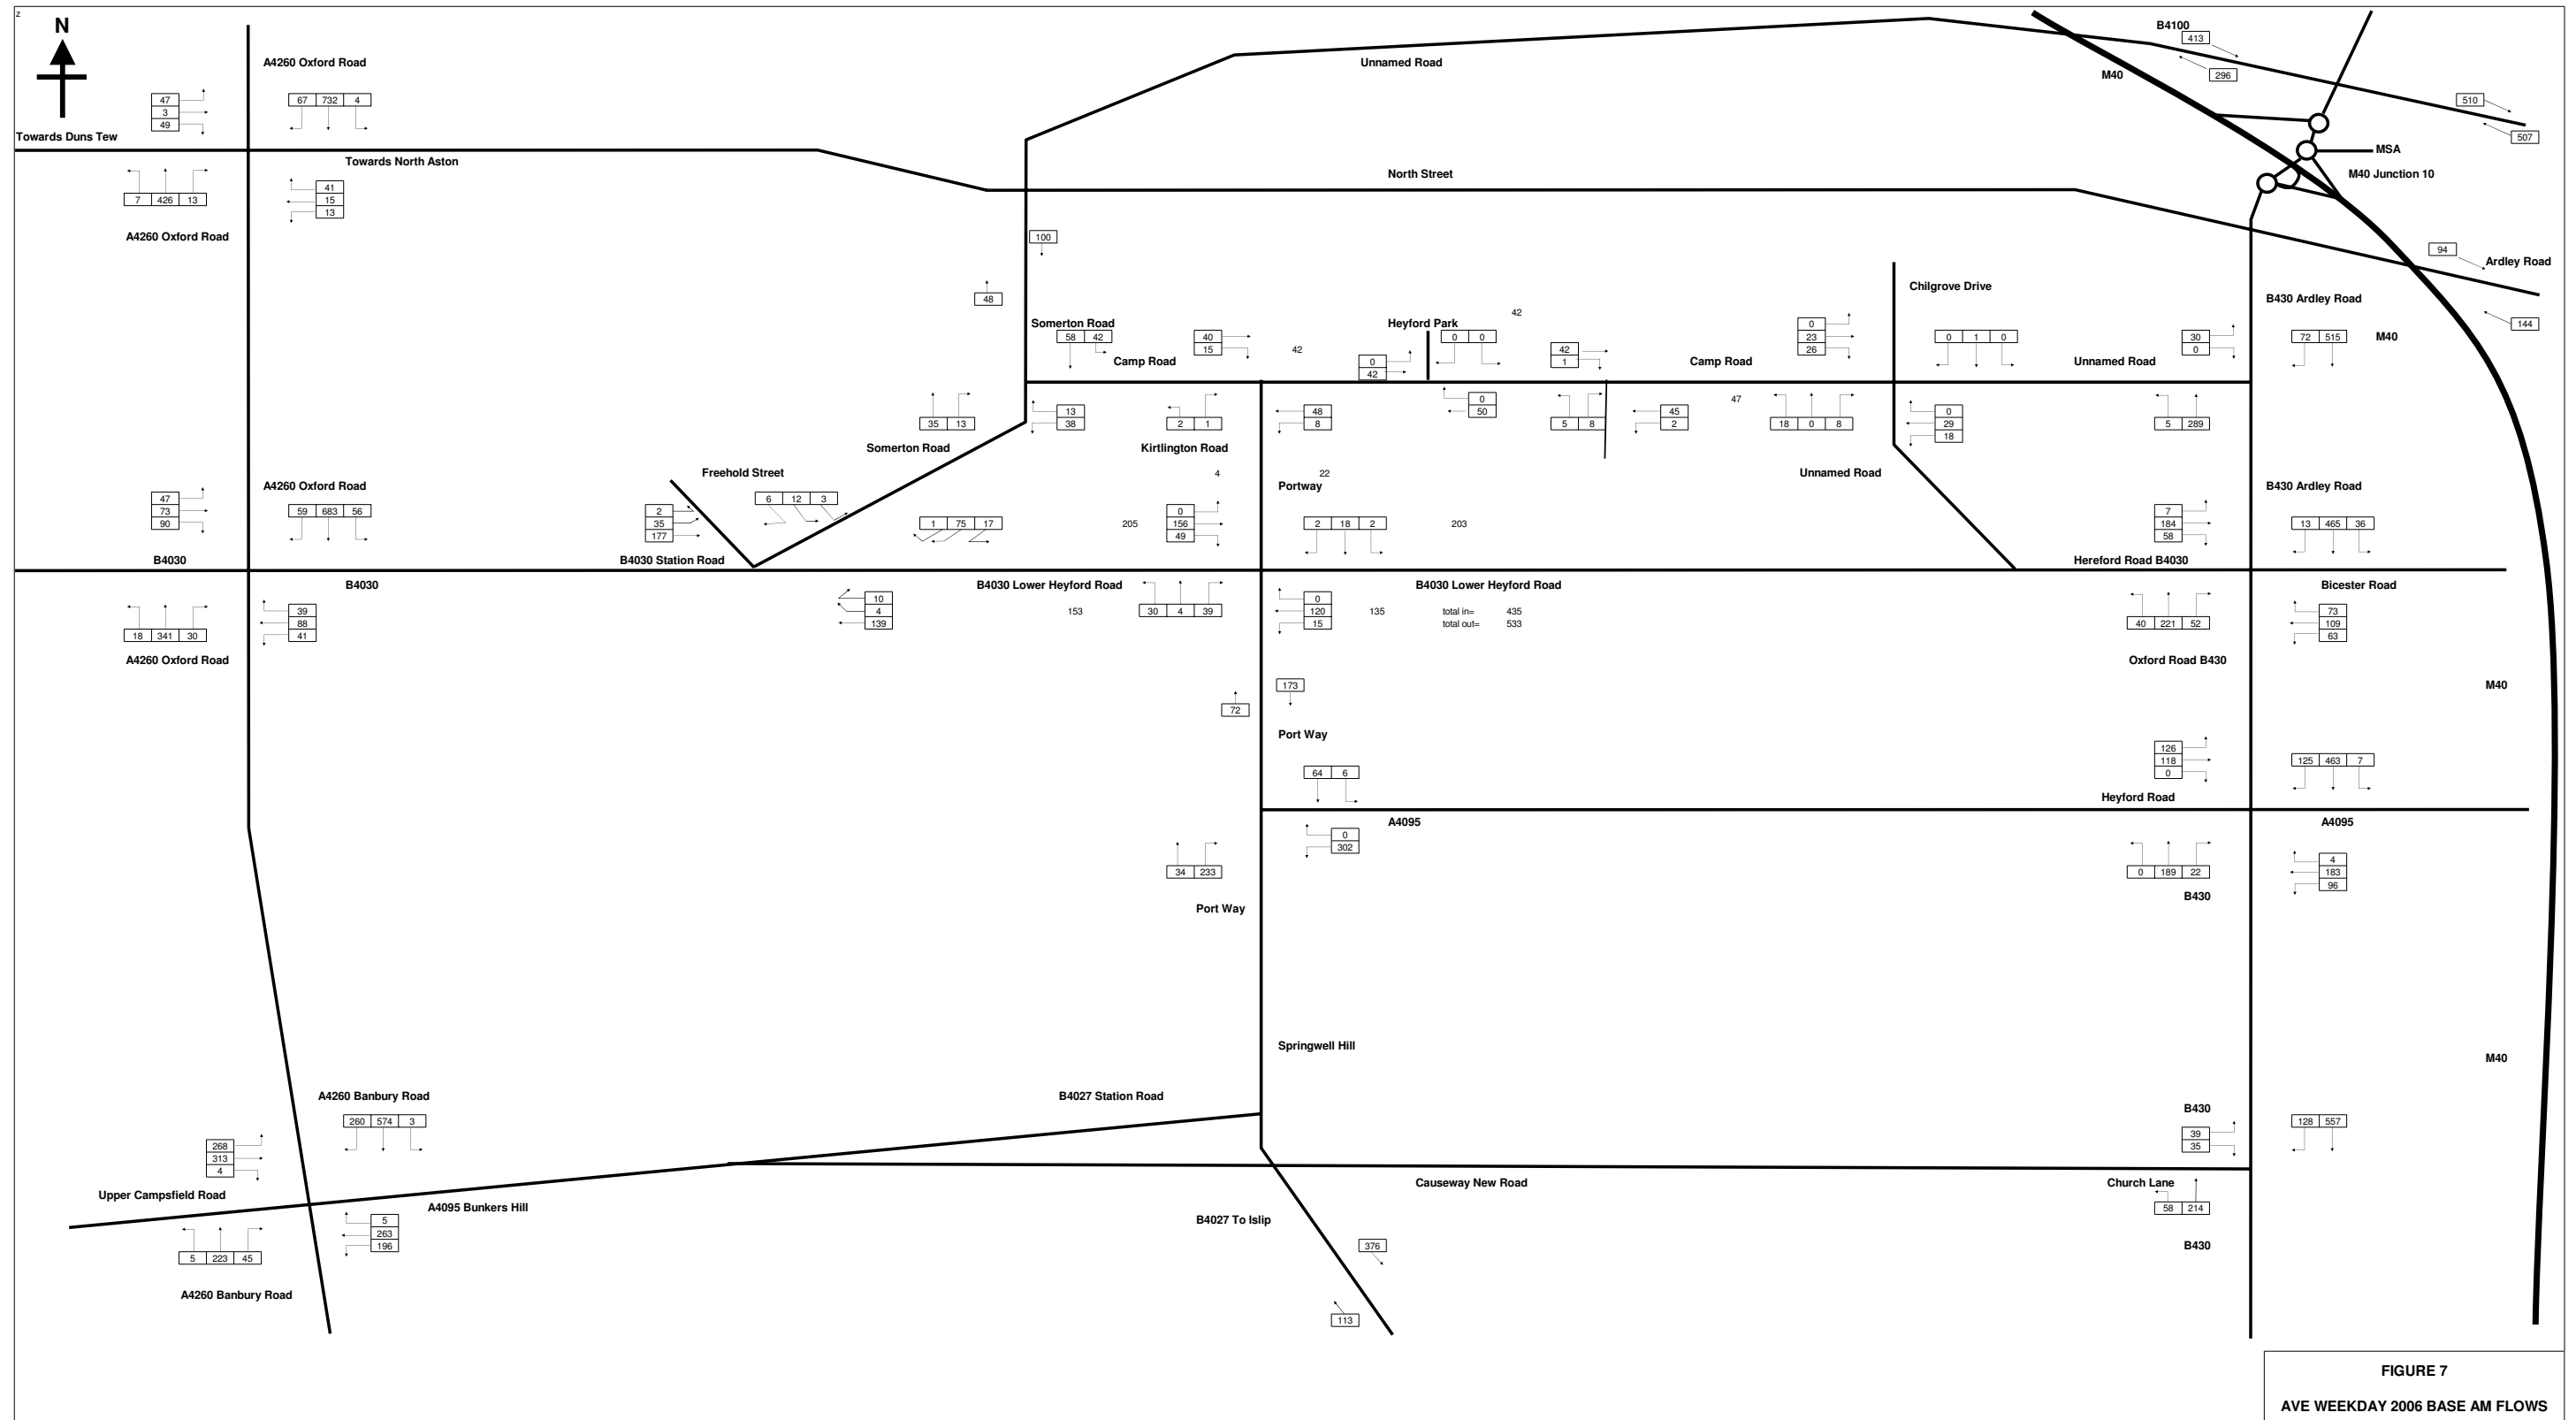 z
N
B4100
413
A4260 Oxford Road
Unnamed Road
M40
296
47
3
49
67 732 4
510
507
Towards Duns Tew
MSA
Towards North Aston
North Street
M40 Junction 10
7 426 13
41
15
13
A4260 Oxford Road
100
94
Ardley Road
48
Chilgrove Drive
B430 Ardley Road
42
144
Somerton Road
58 42
40
15
Camp Road
42
Heyford Park
0 0
0
42
42
1
Camp Road
0
23
26
0 1 0
Unnamed Road
30
0
72 515
M40
35 13
13
38
2 1
48
8
0
50
5 8
45
2
47
18 0 8
0
29
18
5 289
Somerton Road
Kirtlington Road
Freehold Street
4
22
Unnamed Road
A4260 Oxford Road
Portway
B430 Ardley Road
47
73
90
59 683 56
2
35
177
6 12 3
1 75 17
205
0
156
49
2 18 2
203
7
184
58
13 465 36
B4030
B4030 Station Road
Hereford Road B4030
B4030
B4030 Lower Heyford Road
B4030 Lower Heyford Road
Bicester Road
18 341 30
39
88
41
10
4
139
153
30 4 39
0
120
15
135
total in= 435
total out= 533
40 221 52
73
109
63
A4260 Oxford Road
Oxford Road B430
173
M40
72
Port Way
64 6
126
118
0
125 463 7
Heyford Road
A4095
A4095
0
302
34 233
0 189 22
4
183
96
B430
Port Way
Springwell Hill
M40
A4260 Banbury Road
B4027 Station Road
B430
260 574 3
128 557
268
313
4
39
35
Upper Campsfield Road
A4095 Bunkers Hill
Causeway New Road
Church Lane
58 214
5
263
196
B4027 To Islip
5 223 45
376
B430
A4260 Banbury Road
113
FIGURE 7
AVE WEEKDAY 2006 BASE AM FLOWS